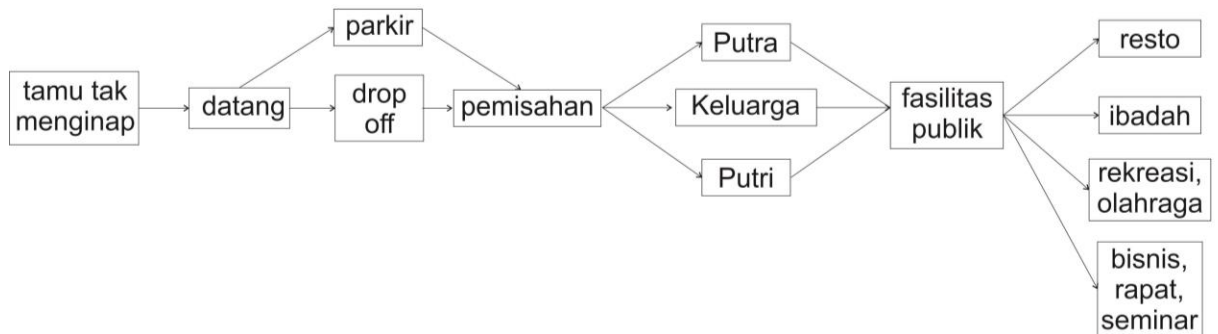 tamu tak
menginap
datang
parkir
drop
off
pemisahan
Putra
Keluarga
Putri
fasilitas
publik
resto
ibadah
rekreasi,
olahraga
bisnis,
rapat,
seminar